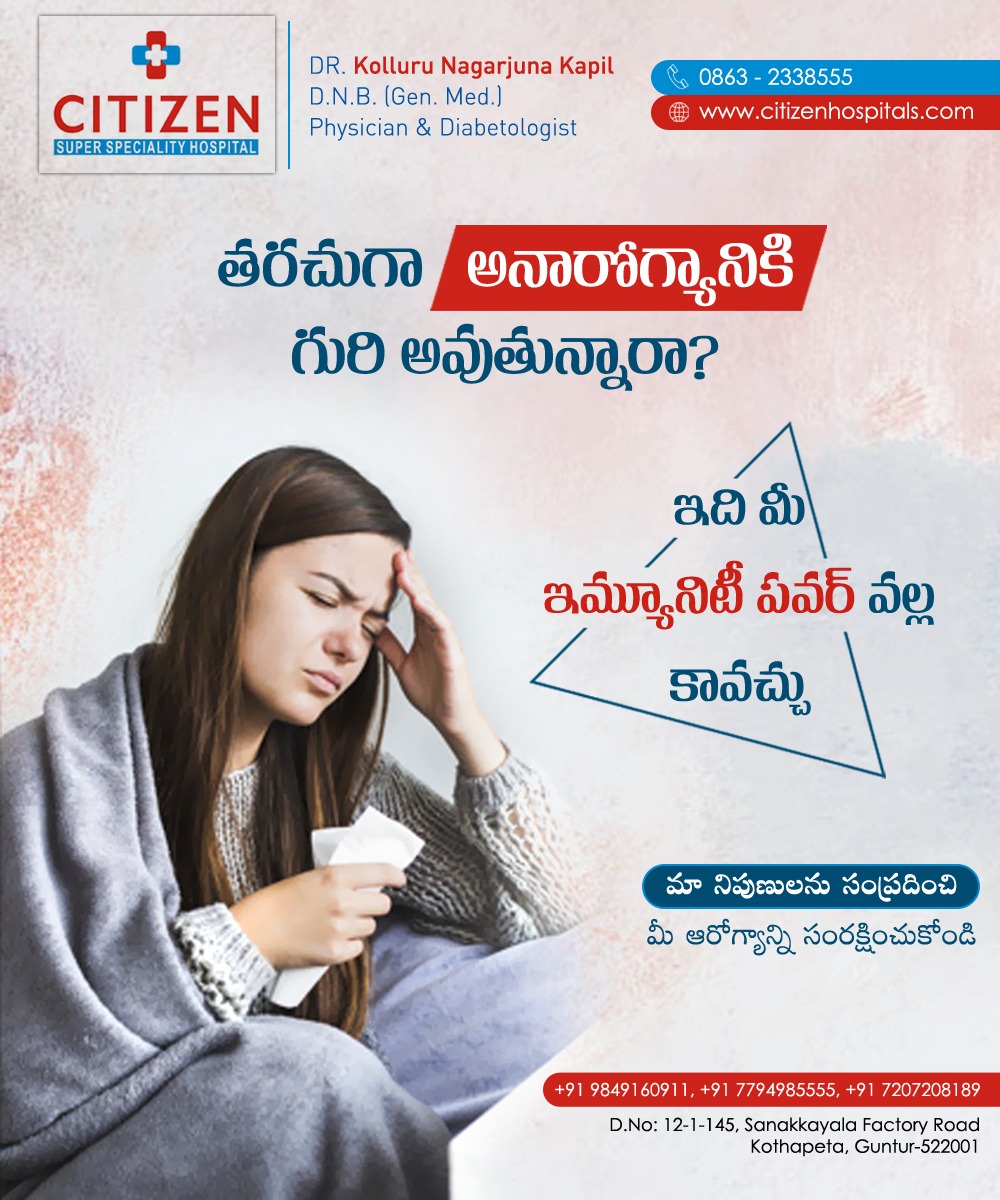 CITIZEN
SUPER SPECIALITY HOSPITAL
DR. Kolluru Nagarjuna Kapil
D.N.B. (Gen. Med.)
Physician & Diabetologist
0863 - 2338555
www.citizenhospitals.com
తరచుగా అనారోగ్యానికి
గురి అవుతున్నారా?
ఇది మీ
ఇమ్యూనిటీ పవర్ వల్ల
కావచ్చు
మా నిపుణులను సంప్రదించి
మీ ఆరోగ్యాన్ని సంరక్షించుకోండి
+91 9849160911, +91 7794985555, +91 7207208189
D.No: 12-1-145, Sanakkayala Factory Road
Kothapeta, Guntur-522001